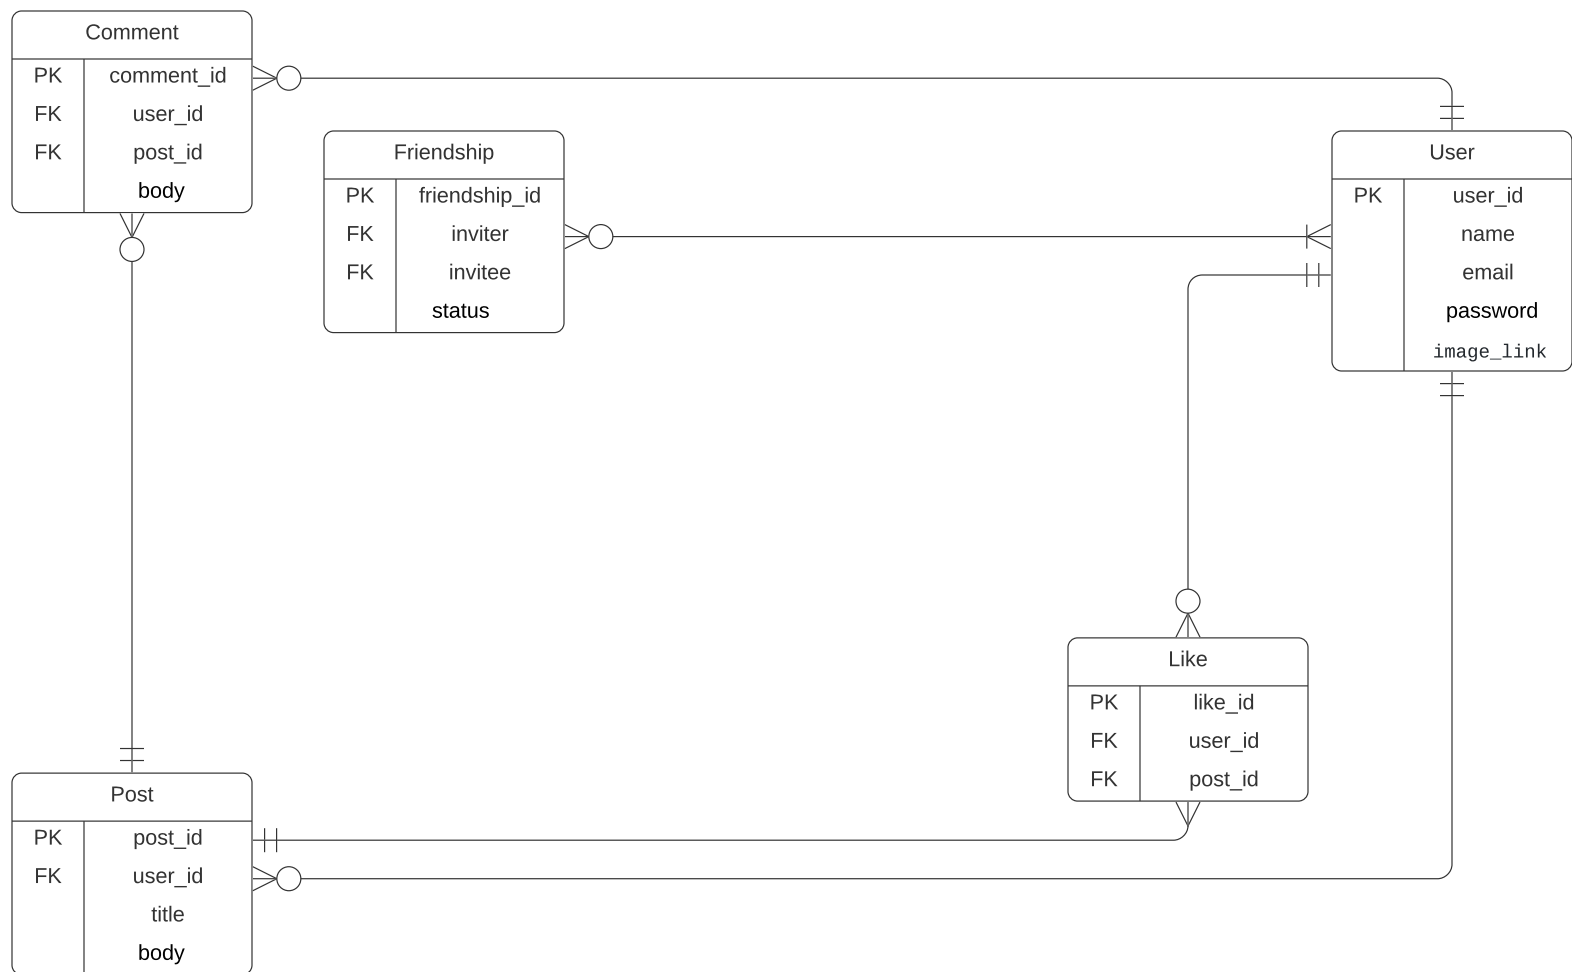 Comment
PK comment_id
FK user_id
FK post_id
body
Friendship
PK friendship_id
FK inviter
FK invitee
status
User
PK user_id
name
email
password
image_link
Like
PK like_id
FK user_id
FK post_id
Post
PK post_id
FK user_id
title
body